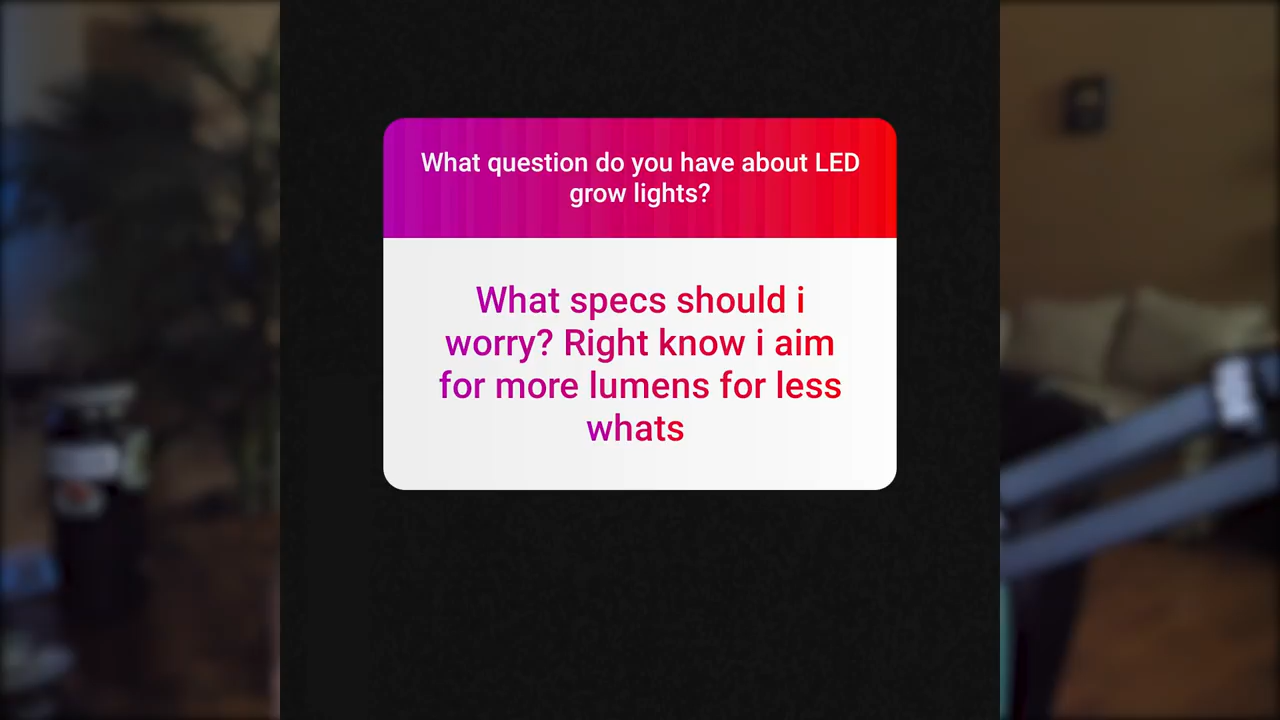 What question do you have about LED
grow lights?
What specs should i
worry? Right know i aim
for more lumens for less
whats